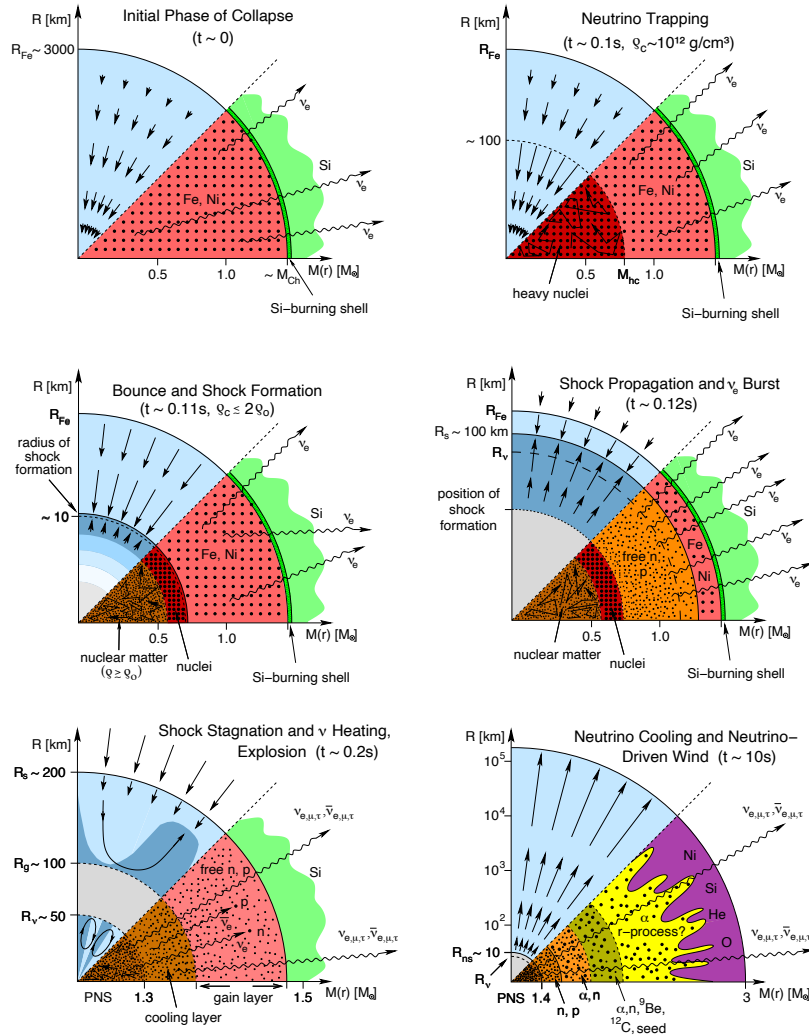 Initial Phase of Collapse
(t ~ 0)
R [km]
R_Fe ~ 3000
ν_e
Si
Fe, Ni
ν_e
ν_e
0.5
1.0
~ M_Ch
M(r) [M_⊙]
Si−burning shell
Neutrino Trapping
(t ~ 0.1s, ϱ_c ~ 10¹² g/cm³)
R [km]
R_Fe
ν_e
ν_e
~ 100
Si
Fe, Ni
ν_e
0.5
M_hc
1.0
M(r) [M_⊙]
heavy nuclei
Si−burning shell
Bounce and Shock Formation
(t ~ 0.11s, ϱ_c ≤ 2ϱ_o)
R [km]
R_Fe
ν_e
radius of
shock
formation
~ 10
Si
ν_e
Fe, Ni
ν_e
0.5
1.0
M(r) [M_⊙]
nuclear matter
(ϱ ≥ ϱ_o)
nuclei
Si−burning shell
Shock Propagation and ν_e Burst
(t ~ 0.12s)
R [km]
R_Fe
R_s ~ 100 km
R_ν
ν_e
ν_e
position of
shock
formation
Si
Fe
free n,
p
ν_e
Ni
ν_e
0.5
1.0
M(r) [M_⊙]
nuclear matter
nuclei
Si−burning shell
Shock Stagnation and ν Heating,
Explosion (t ~ 0.2s)
R [km]
R_s ~ 200
ν_e,μ,τ, ν̄_e,μ,τ
free n, p
Si
R_g ~ 100
p
ν̄_e
n
R_ν ~ 50
ν_e
ν_e,μ,τ, ν̄_e,μ,τ
PNS
1.3
gain layer
1.5
M(r) [M_⊙]
cooling layer
Neutrino Cooling and Neutrino−
Driven Wind (t ~ 10s)
R [km]
10⁵
10⁴
ν_e,μ,τ, ν̄_e,μ,τ
Ni
10³
Si
α
r−process?
He
10²
O
R_ns ~ 10
ν_e,μ,τ, ν̄_e,μ,τ
R_ν
PNS
1.4
α, n
3
M(r) [M_⊙]
n, p
α, n, ⁹Be,
¹²C, seed